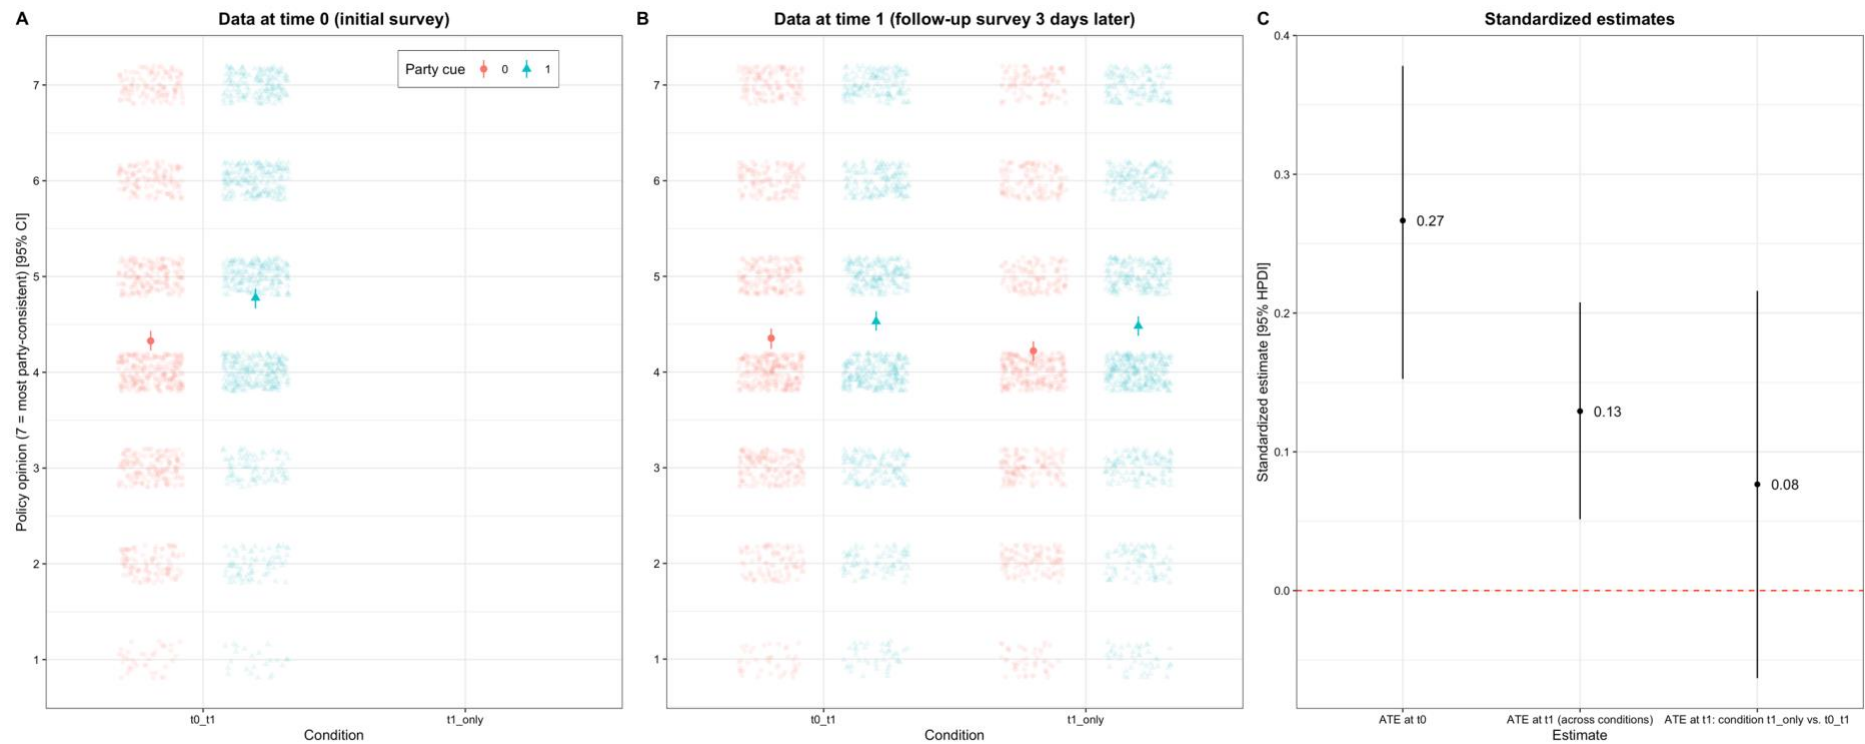 A
Data at time 0 (initial survey)
Policy opinion (7 = most party-consistent) [95% CI]
7
6
5
4
3
2
1
Party cue 0 1
t0_t1 t1_only
Condition
B
Data at time 1 (follow-up survey 3 days later)
7
6
5
4
3
2
1
t0_t1 t1_only
Condition
C
Standardized estimates
Standardized estimate [95% HPDI]
0.4
0.3
0.2
0.1
0.0
0.27
0.13
0.08
ATE at t0 ATE at t1 (across conditions) ATE at t1: condition t1_only vs. t0_t1
Estimate